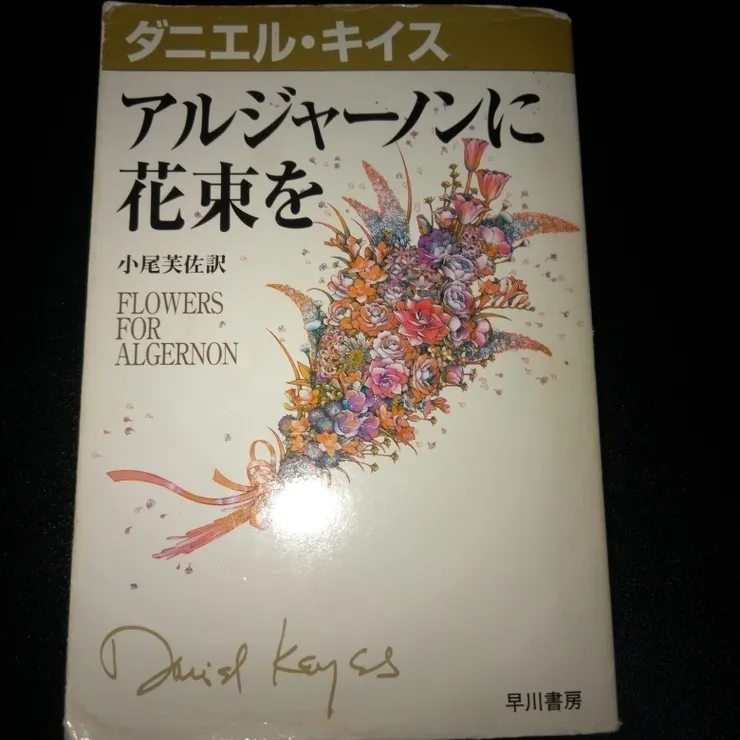 ダニエル・キイス
アルジャーノンに
花束を
小尾芙佐訳
FLOWERS
FOR
ALGERNON
Daniel Keyes
早川書房